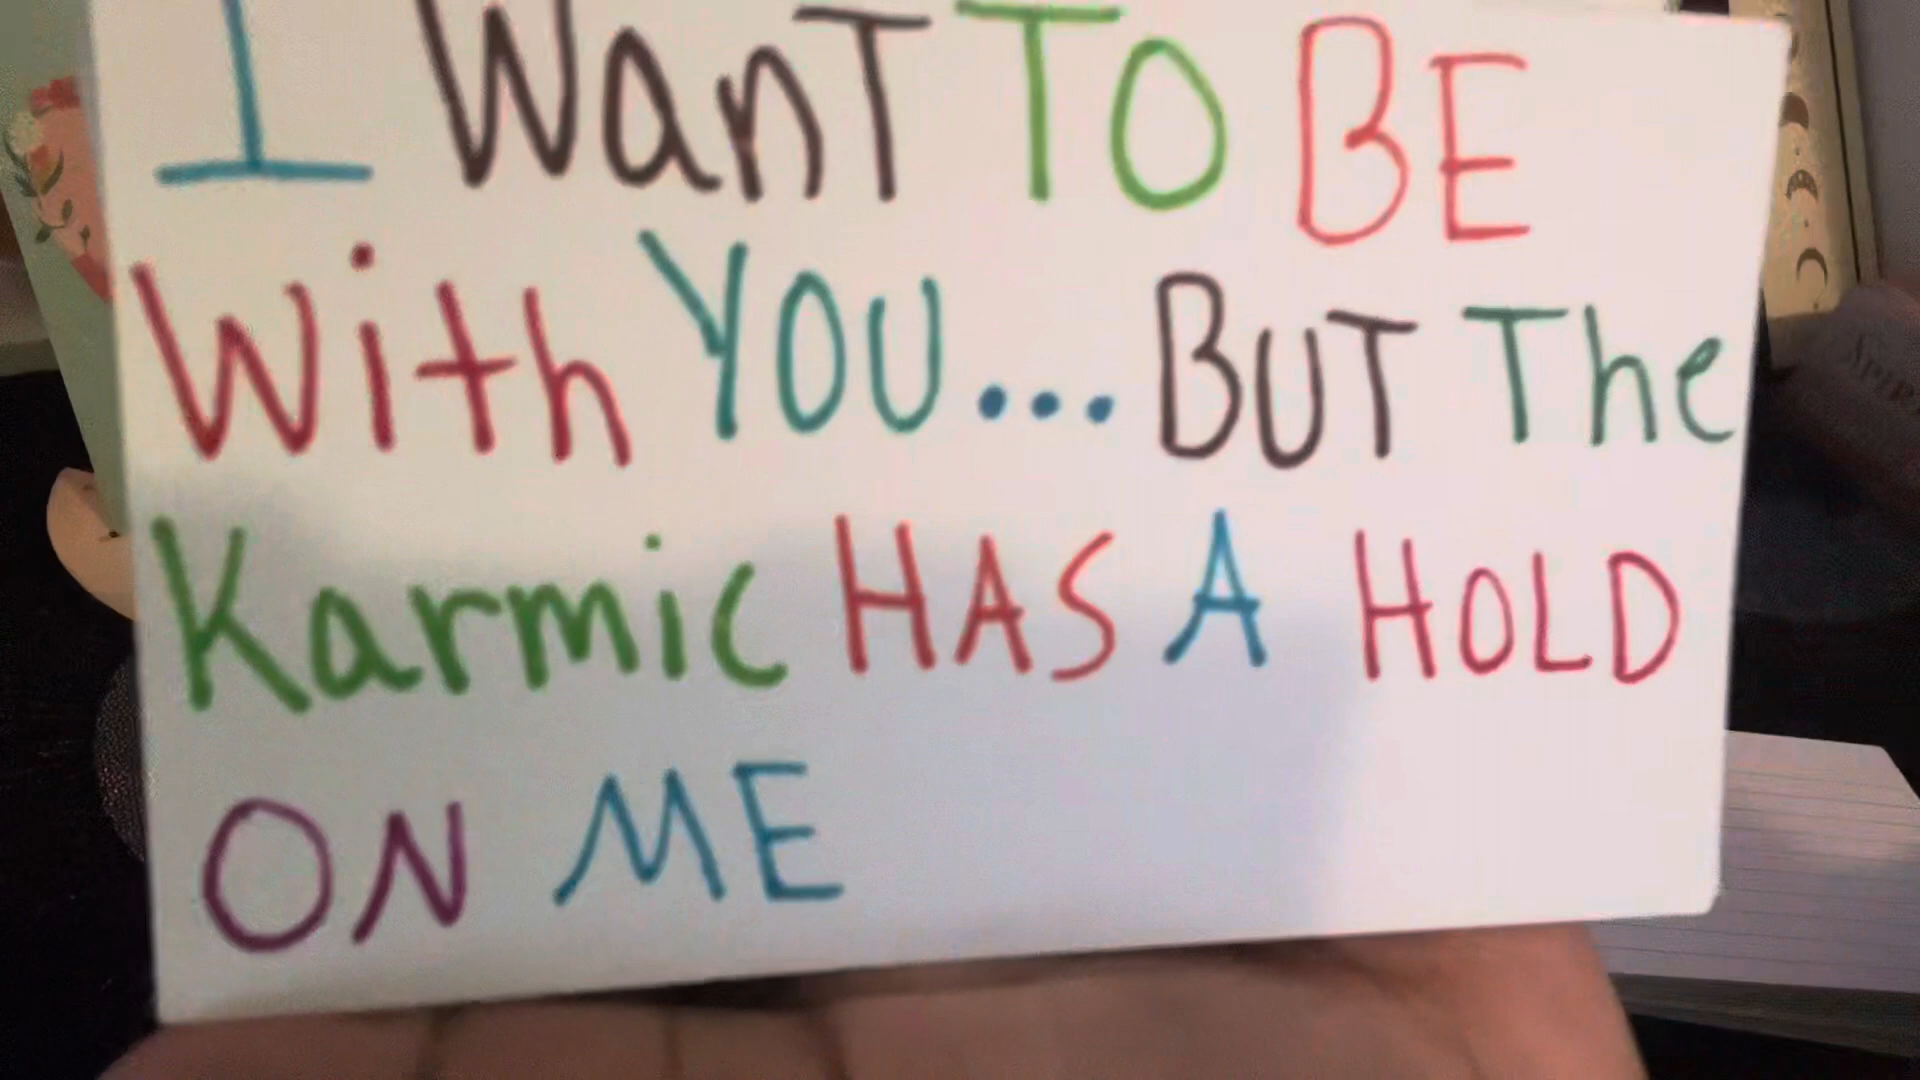 I WanT TO BE
With YOU... BUT The
Karmic HAS A HOLD
ON ME